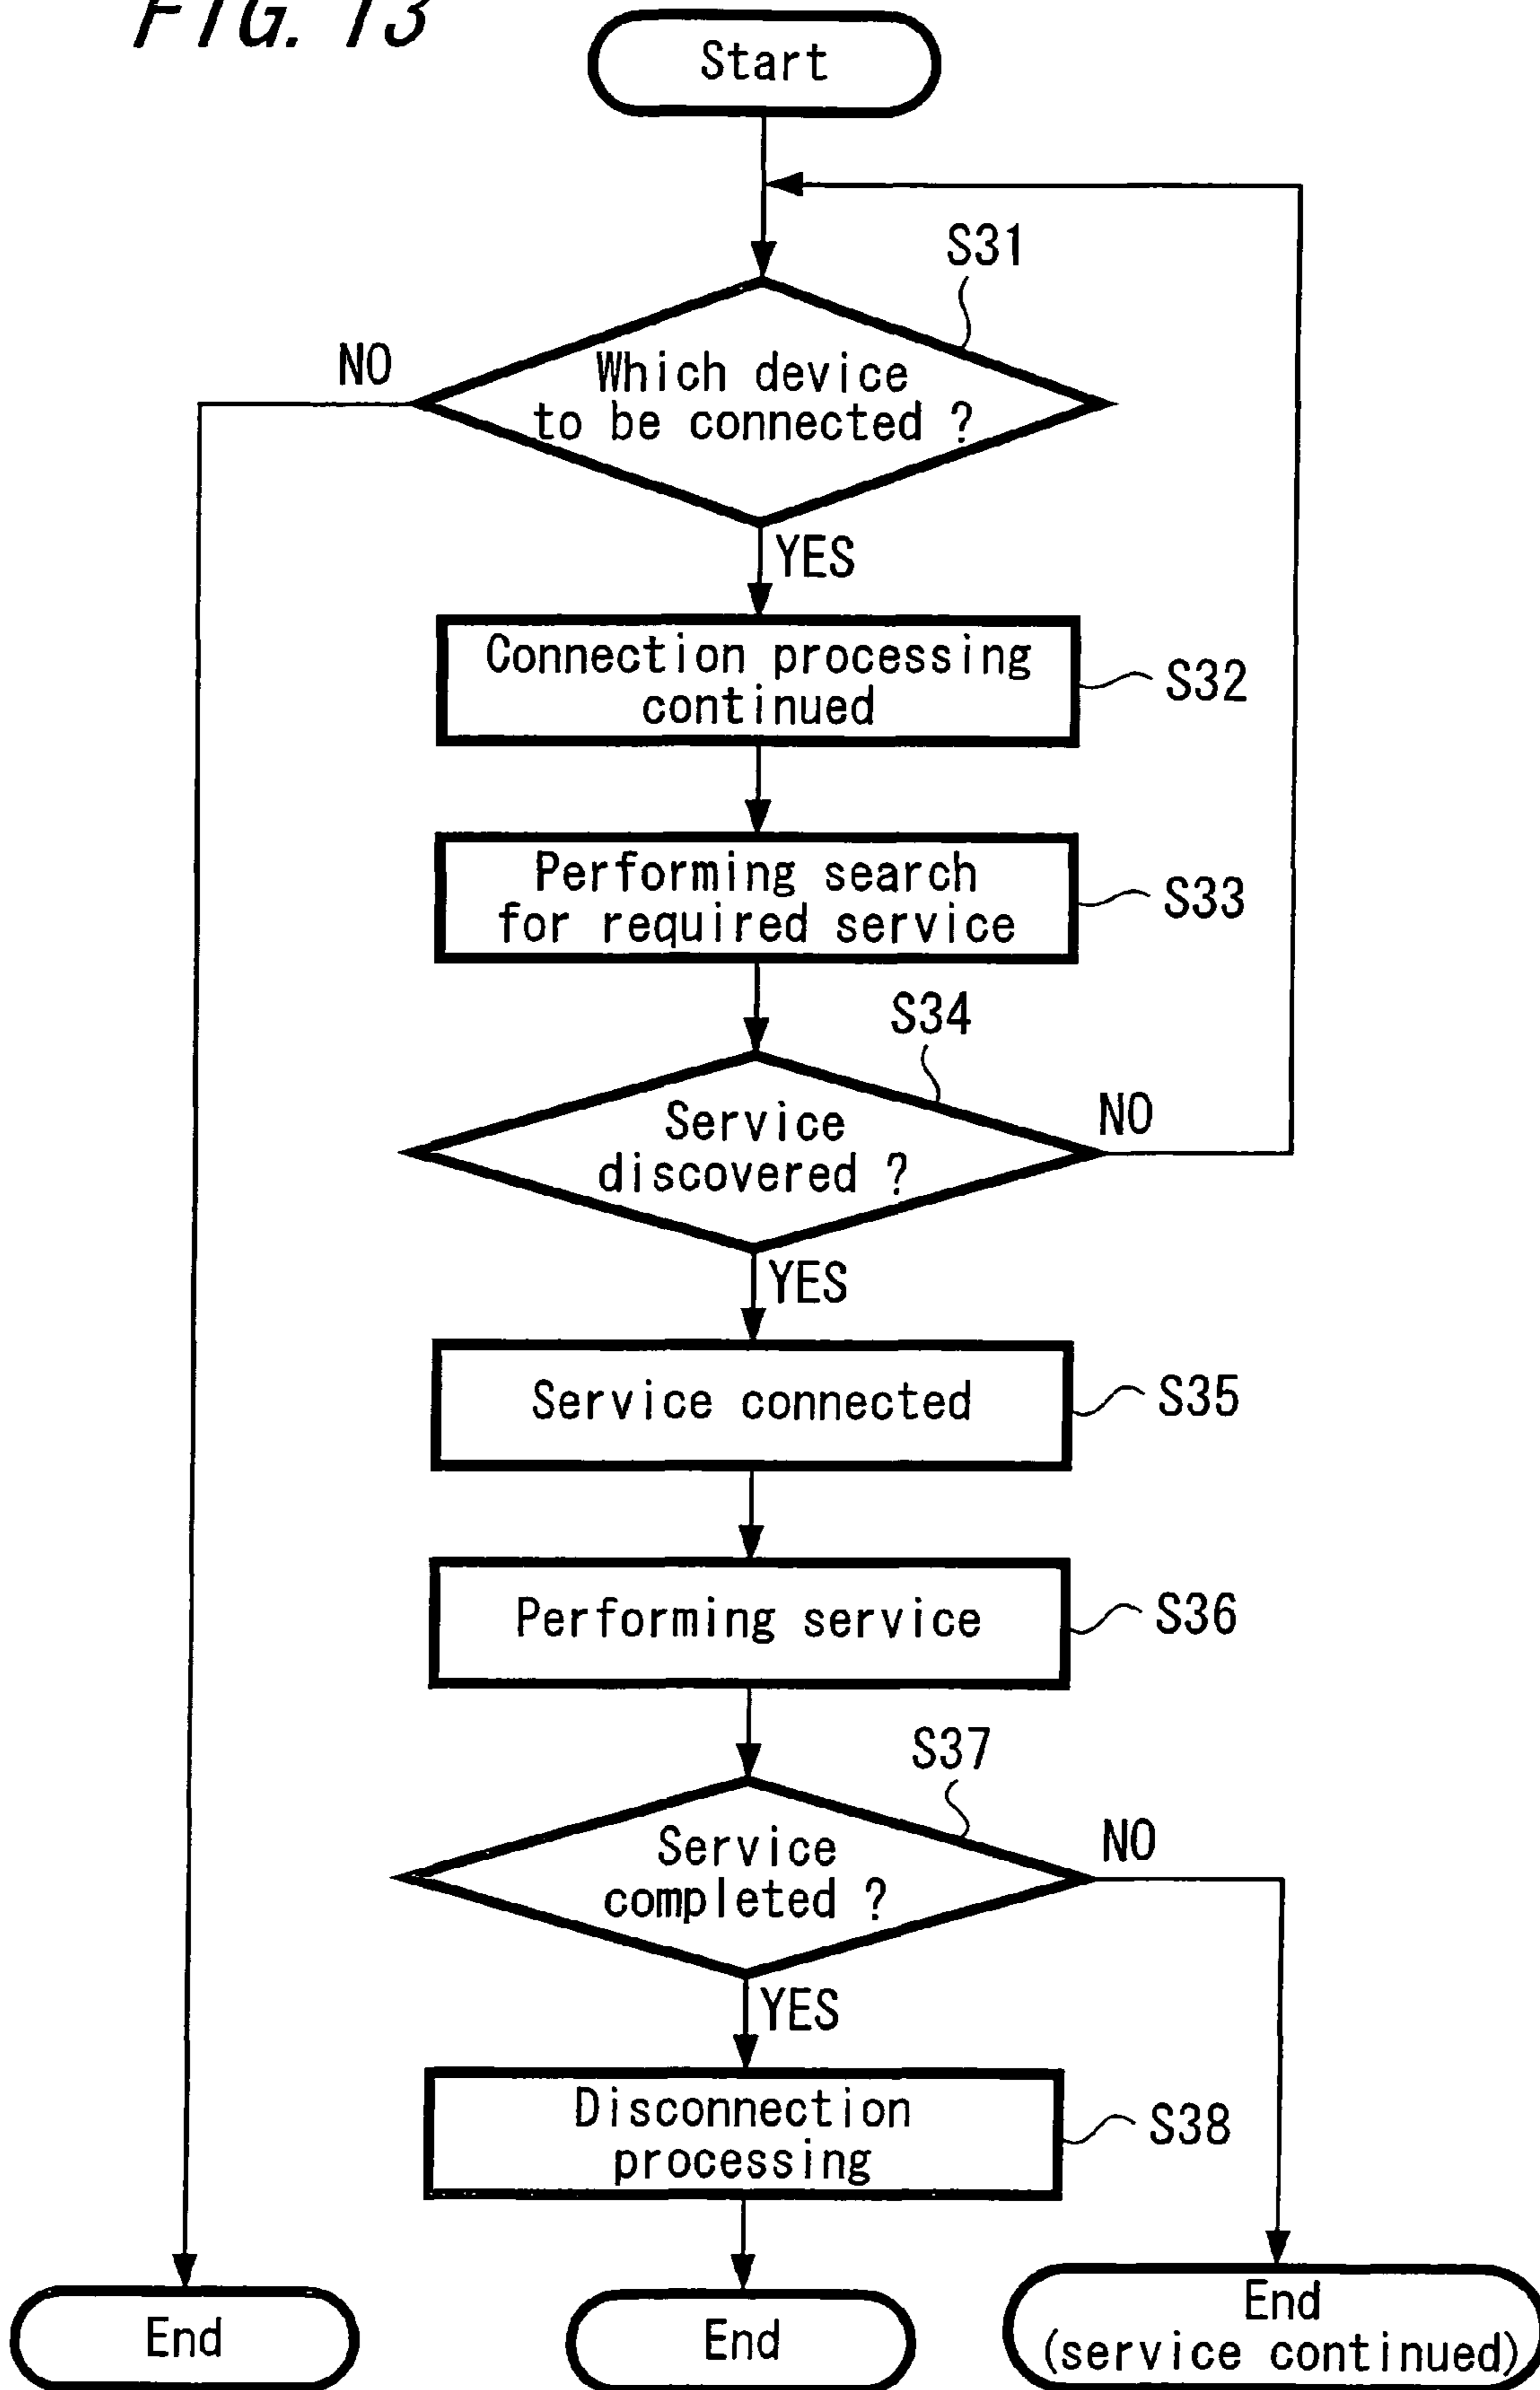 FIG. 13
Start
S31
NO
Which device
to be connected ?
YES
Connection processing
continued
S32
Performing search
for required service
S33
S34
Service
discovered ?
NO
YES
Service connected
S35
Performing service
S36
S37
Service
completed ?
NO
YES
Disconnection
processing
S38
End
End
End
(service continued)